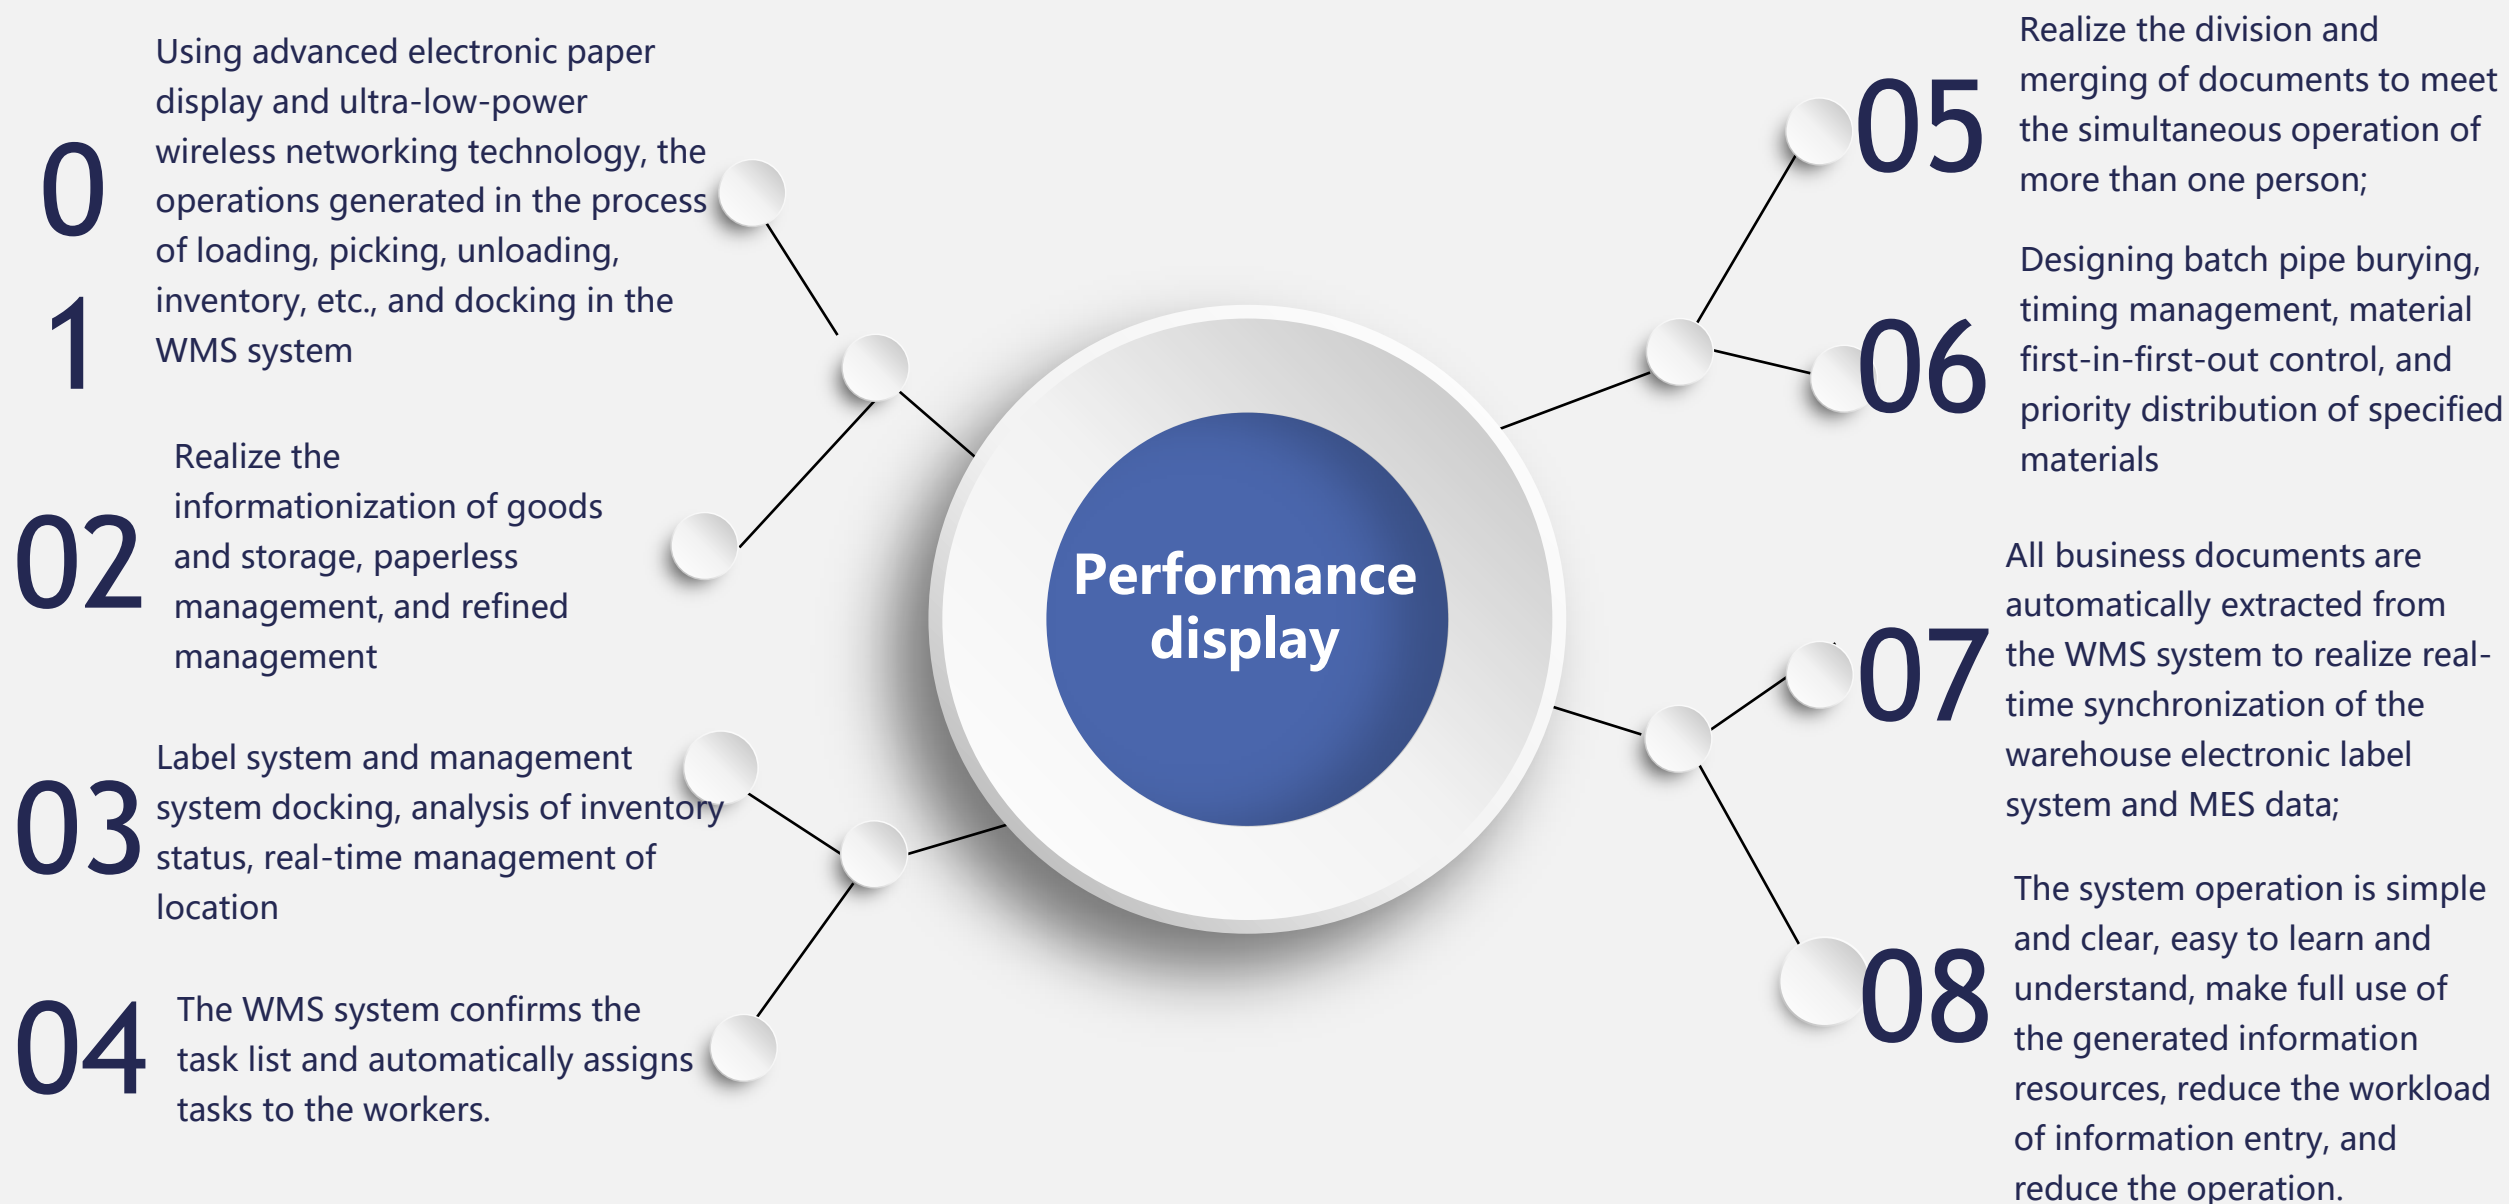 0
1
Using advanced electronic paper
display and ultra-low-power
wireless networking technology, the
operations generated in the process
of loading, picking, unloading,
inventory, etc., and docking in the
WMS system
02
Realize the
informationization of goods
and storage, paperless
management, and refined
management
03
Label system and management
system docking, analysis of inventory
status, real-time management of
location
04
The WMS system confirms the
task list and automatically assigns
tasks to the workers.
Performance
display
05
Realize the division and
merging of documents to meet
the simultaneous operation of
more than one person;
06
Designing batch pipe burying,
timing management, material
first-in-first-out control, and
priority distribution of specified
materials
07
All business documents are
automatically extracted from
the WMS system to realize real-
time synchronization of the
warehouse electronic label
system and MES data;
08
The system operation is simple
and clear, easy to learn and
understand, make full use of
the generated information
resources, reduce the workload
of information entry, and
reduce the operation.